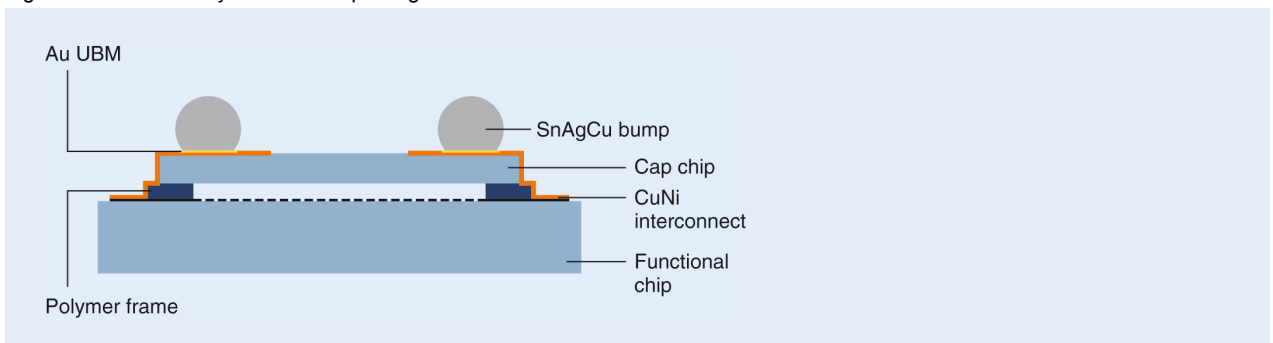 Au UBM
SnAgCu bump
Cap chip
CuNi
interconnect
Functional
chip
Polymer frame